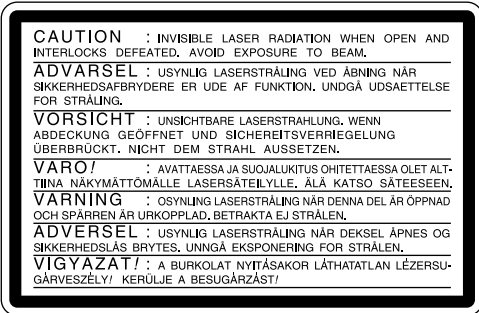 CAUTION : INVISIBLE LASER RADIATION WHEN OPEN AND
INTERLOCKS DEFEATED. AVOID EXPOSURE TO BEAM.
ADVARSEL : USYNLIG LASERSTRÅLING VED ÅBNING NÅR
SIKKERHEDSAFBRYDERE ER UDE AF FUNKTION. UNDGÅ UDSAETTELSE
FOR STRÅLING.
VORSICHT : UNSICHTBARE LASERSTRAHLUNG. WENN
ABDECKUNG GEÖFFNET UND SICHEREITSVERRIEGELUNG
ÜBERBRÜCKT. NICHT DEM STRAHL AUSSETZEN.
VARO! : AVATTAESSA JA SUOJALUKITUS OHITETTAESSA OLET ALT-
TIINA NÄKYMÄTTÖMÄLLE LASERSÄTEILYLLE. ÄLÄ KATSO SÄTEESEEN.
VARNING : OSYNLING LASERSTRÅLING NÄR DENNA DEL ÄR ÖPPNAD
OCH SPÄRREN ÄR URKOPPLAD. BETRAKTA EJ STRÅLEN.
ADVERSEL : USYNLIG LASERSTRÅLING NÅR DEKSEL ÅPNES OG
SIKKERHEDSLÅS BRYTES. UNNGÅ EKSPONERING FOR STRÅLEN.
VIGYAZAT! : A BURKOLAT NYITÁSAKOR LÁTHATATLAN LÉZERSU-
GÁRVESZÉLY! KERÜLJE A BESUGÁRZÁST!